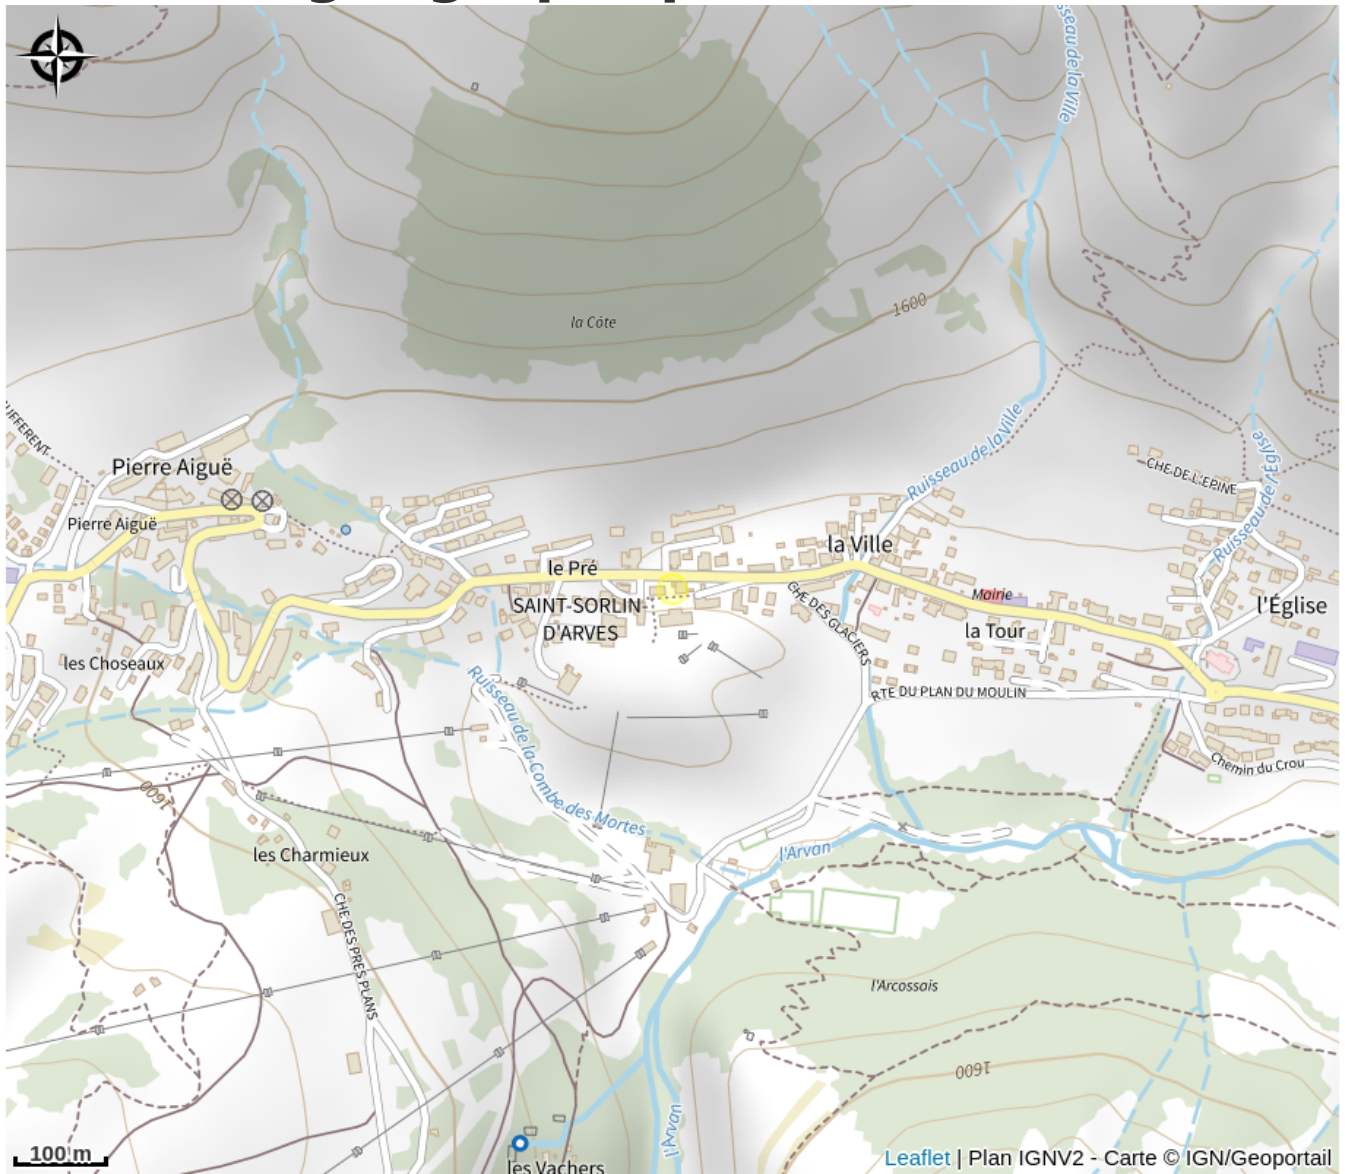 Ruisseau de la Ville
la Côte
1600
UFFERENT
Pierre Aiguë
Pierre Aiguë
Ruisseau de la Ville
CHE DE L'EPINE
Ruisseau de l'Église
la Ville
le Pré
SAINT-SORLIN-
D'ARVES
CHE DES GLACIERS
Mairie
la Tour
l'Église
les Choseaux
RTE DU PLAN DU MOULIN
Ruisseau de la Combe des Mortes
Chemin du Crou
1600
les Charmieux
l'Arvan
CHE DES PRES PLANS
l'Arcossais
1600
l'Arvan
100 m
les Vachers
Leaflet | Plan IGNV2 - Carte © IGN/Geoportail